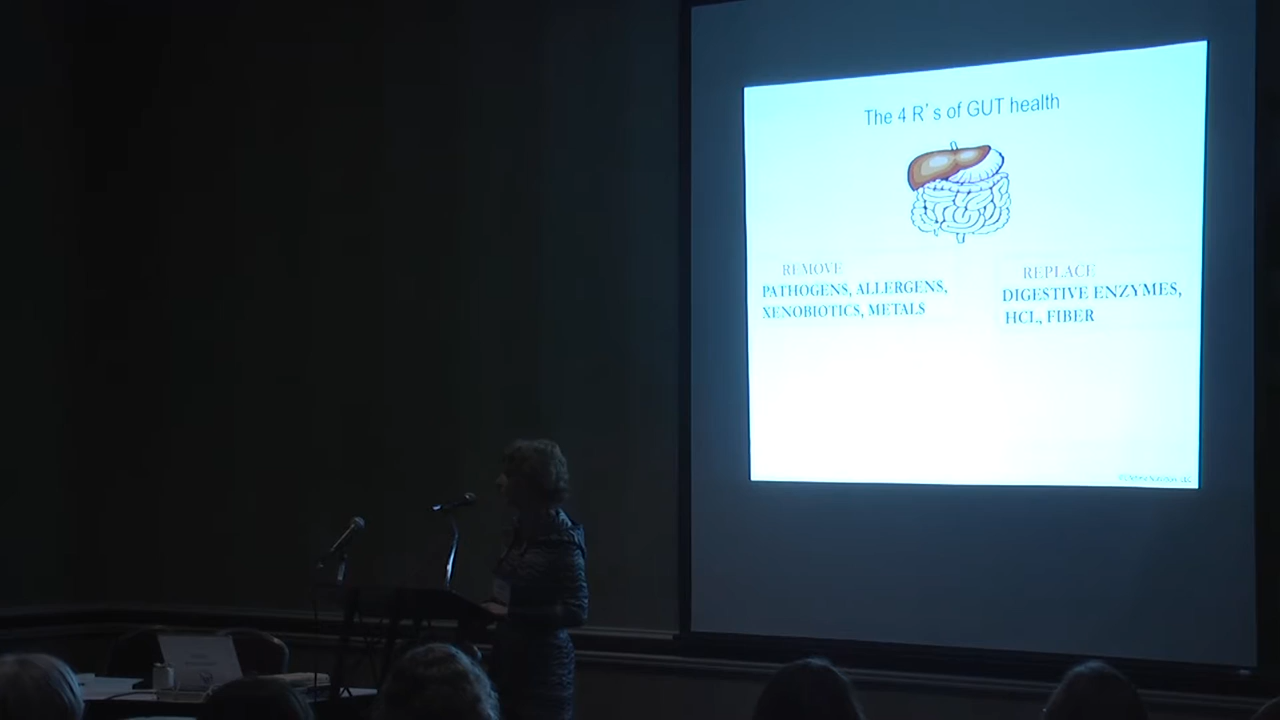 The 4 R's of GUT health
REMOVE
PATHOGENS, ALLERGENS,
XENOBIOTICS, METALS
REPLACE
DIGESTIVE ENZYMES,
HCL, FIBER